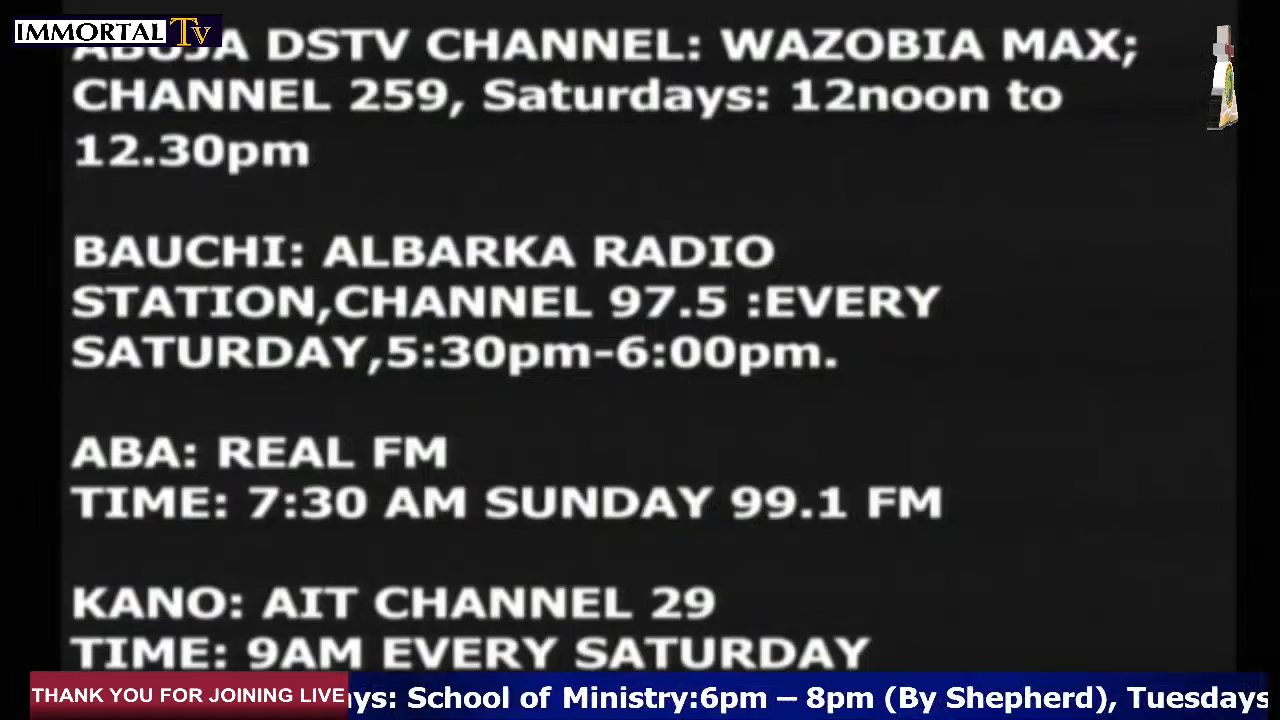 IMMORTAL Tv
ABUJA DSTV CHANNEL: WAZOBIA MAX;
CHANNEL 259, Saturdays: 12noon to
12.30pm
BAUCHI: ALBARKA RADIO
STATION,CHANNEL 97.5 :EVERY
SATURDAY,5:30pm-6:00pm.
ABA: REAL FM
TIME: 7:30 AM SUNDAY 99.1 FM
KANO: AIT CHANNEL 29
TIME: 9AM EVERY SATURDAY
THANK YOU FOR JOINING LIVE
ys: School of Ministry:6pm – 8pm (By Shepherd), Tuesdays